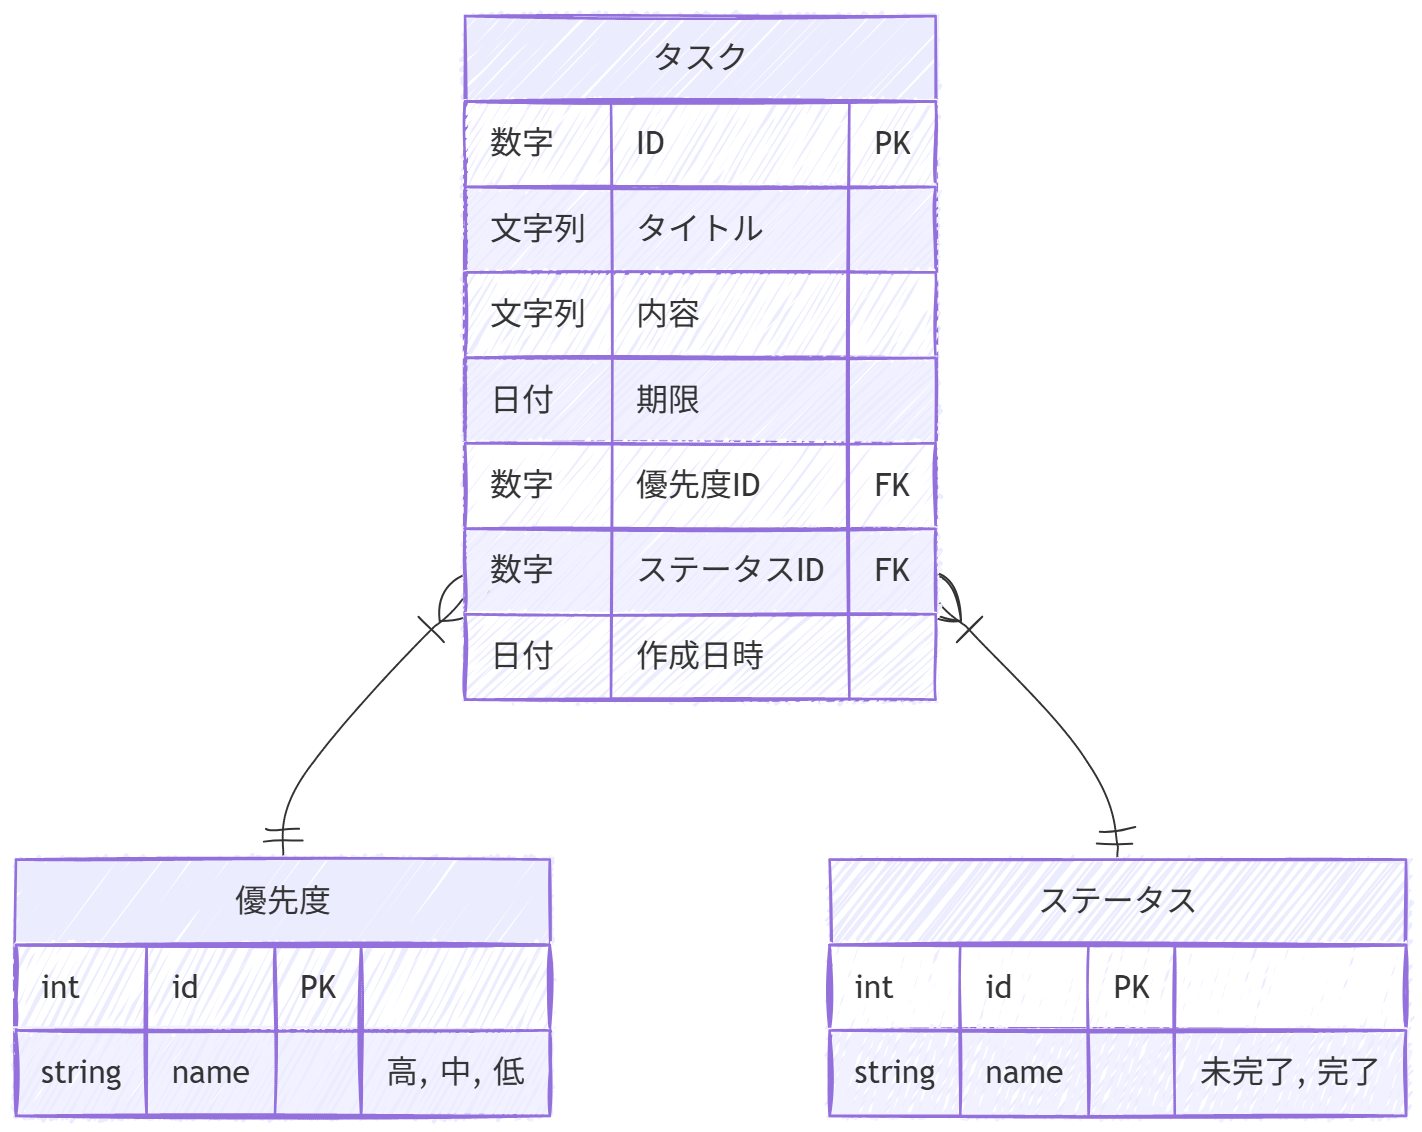 タスク
数字 ID PK
文字列 タイトル
文字列 内容
日付 期限
数字 優先度ID FK
数字 ステータスID FK
日付 作成日時
優先度
int id PK
string name 高, 中, 低
ステータス
int id PK
string name 未完了, 完了